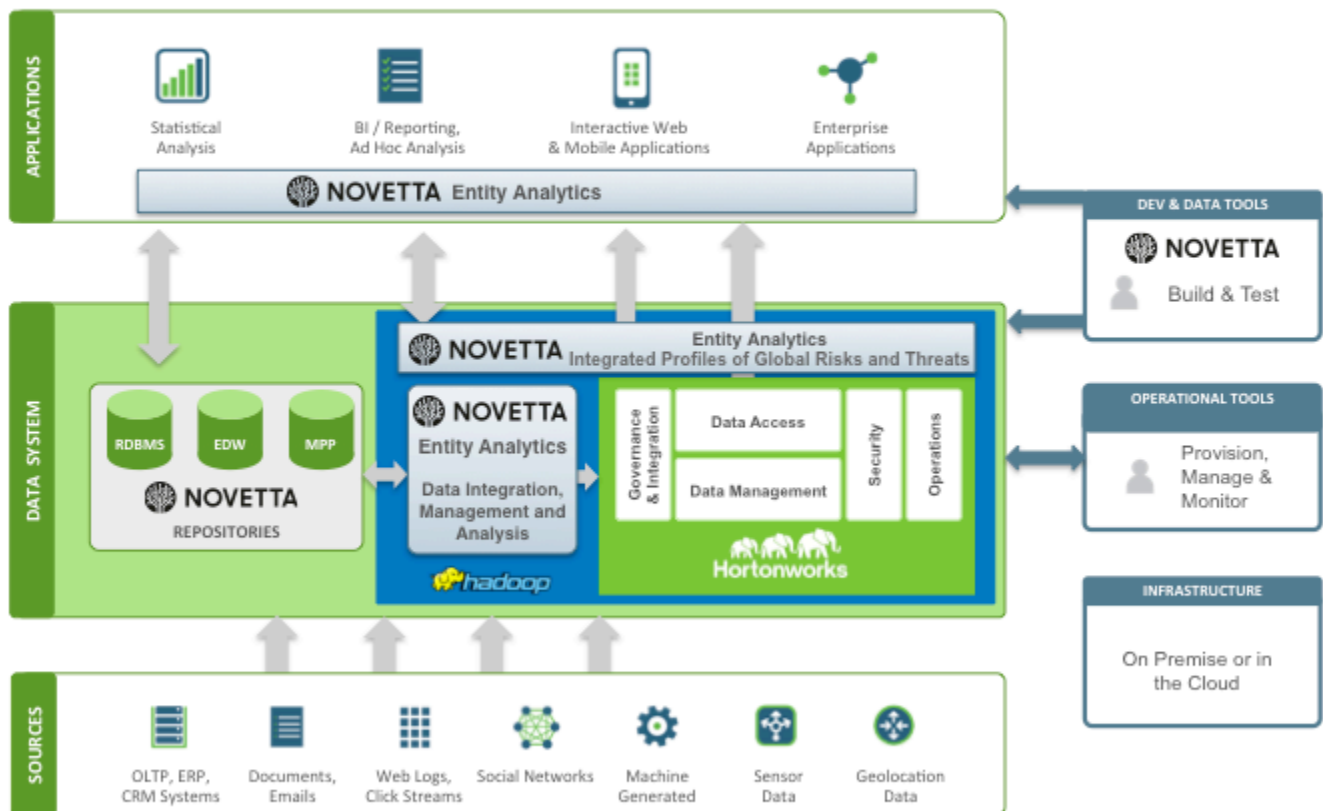 APPLICATIONS
Statistical
Analysis
BI / Reporting,
Ad Hoc Analysis
Interactive Web
& Mobile Applications
Enterprise
Applications
NOVETTA Entity Analytics
DEV & DATA TOOLS
NOVETTA
Build & Test
DATA SYSTEM
NOVETTA
Entity Analytics
Integrated Profiles of Global Risks and Threats
RDBMS
EDW
MPP
NOVETTA
REPOSITORIES
NOVETTA
Entity Analytics
Data Integration,
Management and
Analysis
hadoop
Governance
& Integration
Data Access
Data Management
Security
Operations
Hortonworks
OPERATIONAL TOOLS
Provision,
Manage &
Monitor
INFRASTRUCTURE
On Premise or in
the Cloud
SOURCES
OLTP, ERP,
CRM Systems
Documents,
Emails
Web Logs,
Click Streams
Social Networks
Machine
Generated
Sensor
Data
Geolocation
Data